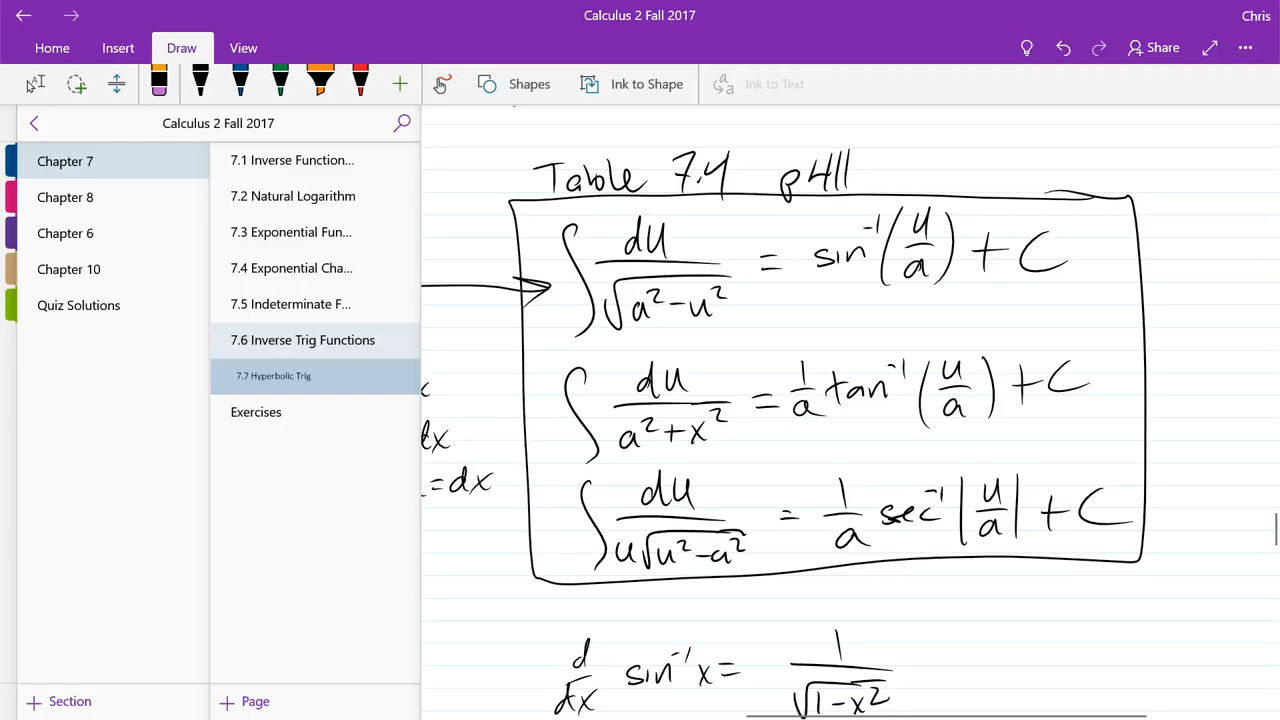 Calculus 2 Fall 2017
Chris
Home Insert Draw View
Share
Shapes Ink to Shape Ink to Text
Calculus 2 Fall 2017
Chapter 7
Chapter 8
Chapter 6
Chapter 10
Quiz Solutions
7.1 Inverse Function...
7.2 Natural Logarithm
7.3 Exponential Fun...
7.4 Exponential Cha...
7.5 Indeterminate F...
7.6 Inverse Trig Functions
7.7 Hyperbolic Trig
Exercises
+ Section
+ Page
Table 7.4 p411
∫ du/√(a²-u²) = sin⁻¹(u/a) + C
∫ du/(a²+x²) = 1/a tan⁻¹(u/a) + C
∫ du/(u√(u²-a²)) = 1/a sec⁻¹|u/a| + C
dx
= dx
d/dx sin⁻¹x = 1/√(1-x²)